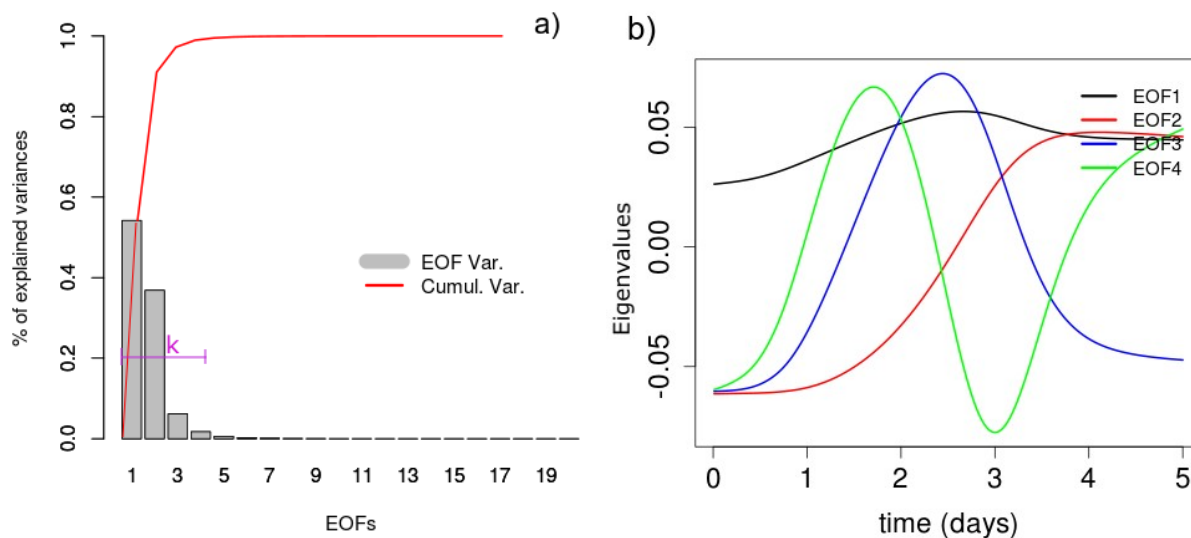 a)
% of explained variances
1.0
0.8
0.6
0.4
0.2
0.0
EOF Var.
Cumul. Var.
k
1 3 5 7 9 11 13 15 17 19
EOFs
b)
Eigenvalues
0.05
0.00
-0.05
EOF1
EOF2
EOF3
EOF4
0 1 2 3 4 5
time (days)